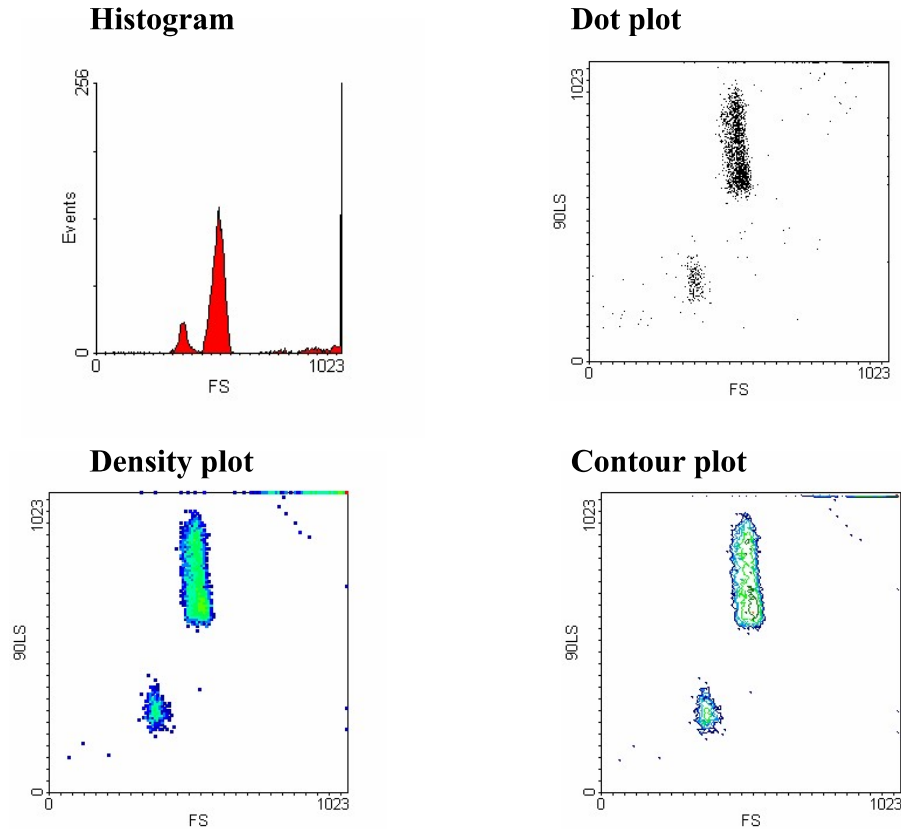 Histogram
256
Events
0
0
1023
FS
Dot plot
1023
90LS
0
0
1023
FS
Density plot
1023
90LS
0
0
1023
FS
Contour plot
1023
90LS
0
0
1023
FS